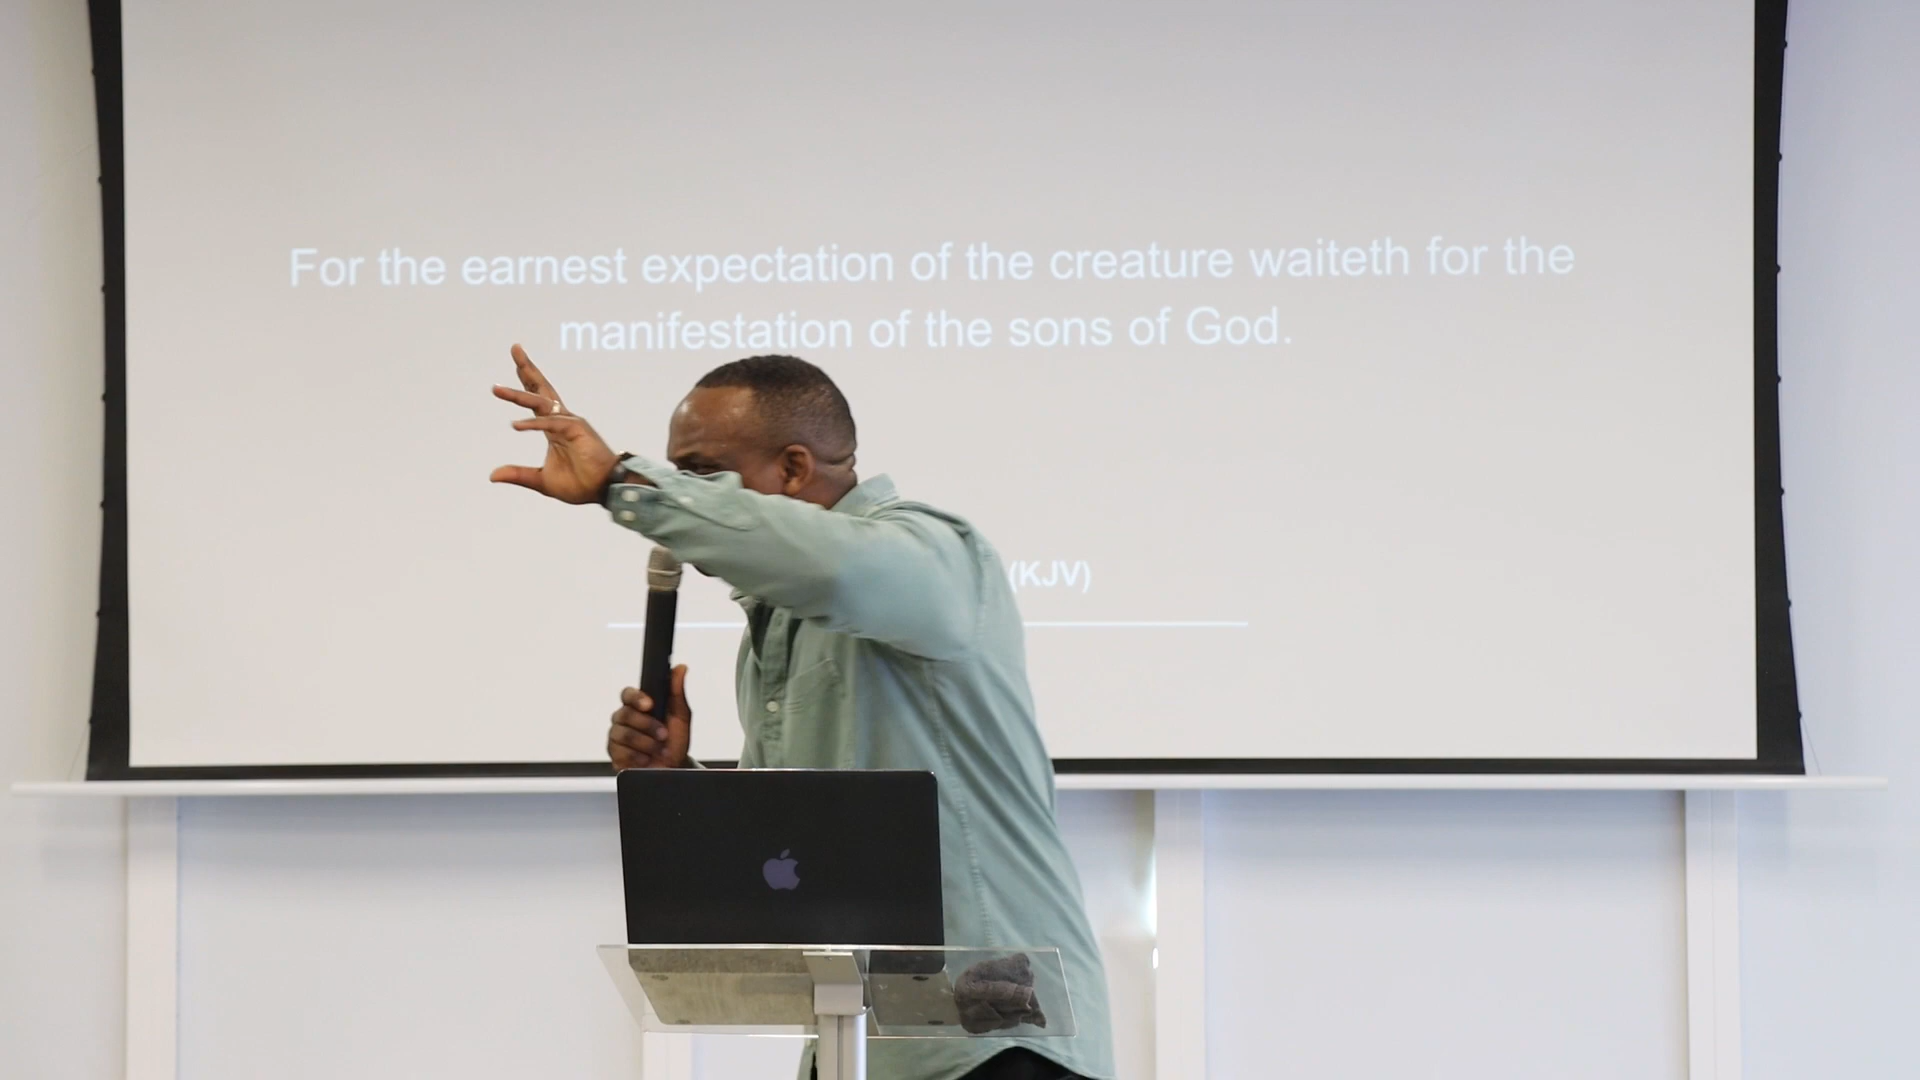 For the earnest expectation of the creature waiteth for the
manifestation of the sons of God.
(KJV)